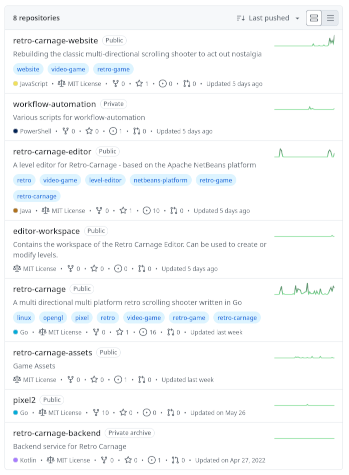 8 repositories
Last pushed
retro-carnage-website Public
Rebuilding the classic multi-directional scrolling shooter to act out nostalgia
website video-game retro-game
JavaScript • MIT License • 0 • 1 • 0 • 0 • Updated 3 days ago
workflow-automation Private
Various scripts for workflow automation
PowerShell • 0 • 0 • 1 • 0 • Updated 5 days ago
retro-carnage-editor Public
A level editor for Retro-Carnage - based on the Apache NetBeans platform
retro video-game level-editor netbeans-platform retro-game
retro-carnage
Java • MIT License • 0 • 1 • 10 • 0 • Updated 5 days ago
editor-workspace Public
Contains the workspace of the Retro Carnage Editor. Can be used to create or
modify levels.
MIT License • 0 • 0 • 0 • 0 • Updated 5 days ago
retro-carnage Public
A multi directional multi platform retro scrolling shooter written in Go
linux opengl pixel retro video-game retro-game retro-carnage
Go • MIT License • 0 • 1 • 16 • 0 • Updated last week
retro-carnage-assets Public
Game Assets
MIT License • 0 • 0 • 1 • 0 • Updated last week
pixel2 Public
Go • MIT License • 10 • 0 • 0 • 0 • Updated on May 26
retro-carnage-backend Private archive
Backend service for Retro Carnage
Kotlin • 0 • 0 • 1 • 0 • Updated on Apr 27, 2022